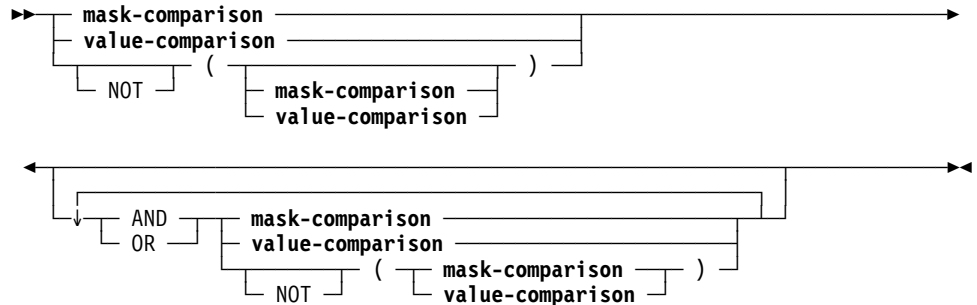 mask-comparison
value-comparison
NOT ( mask-comparison )
value-comparison
AND mask-comparison
OR value-comparison
NOT ( mask-comparison )
value-comparison